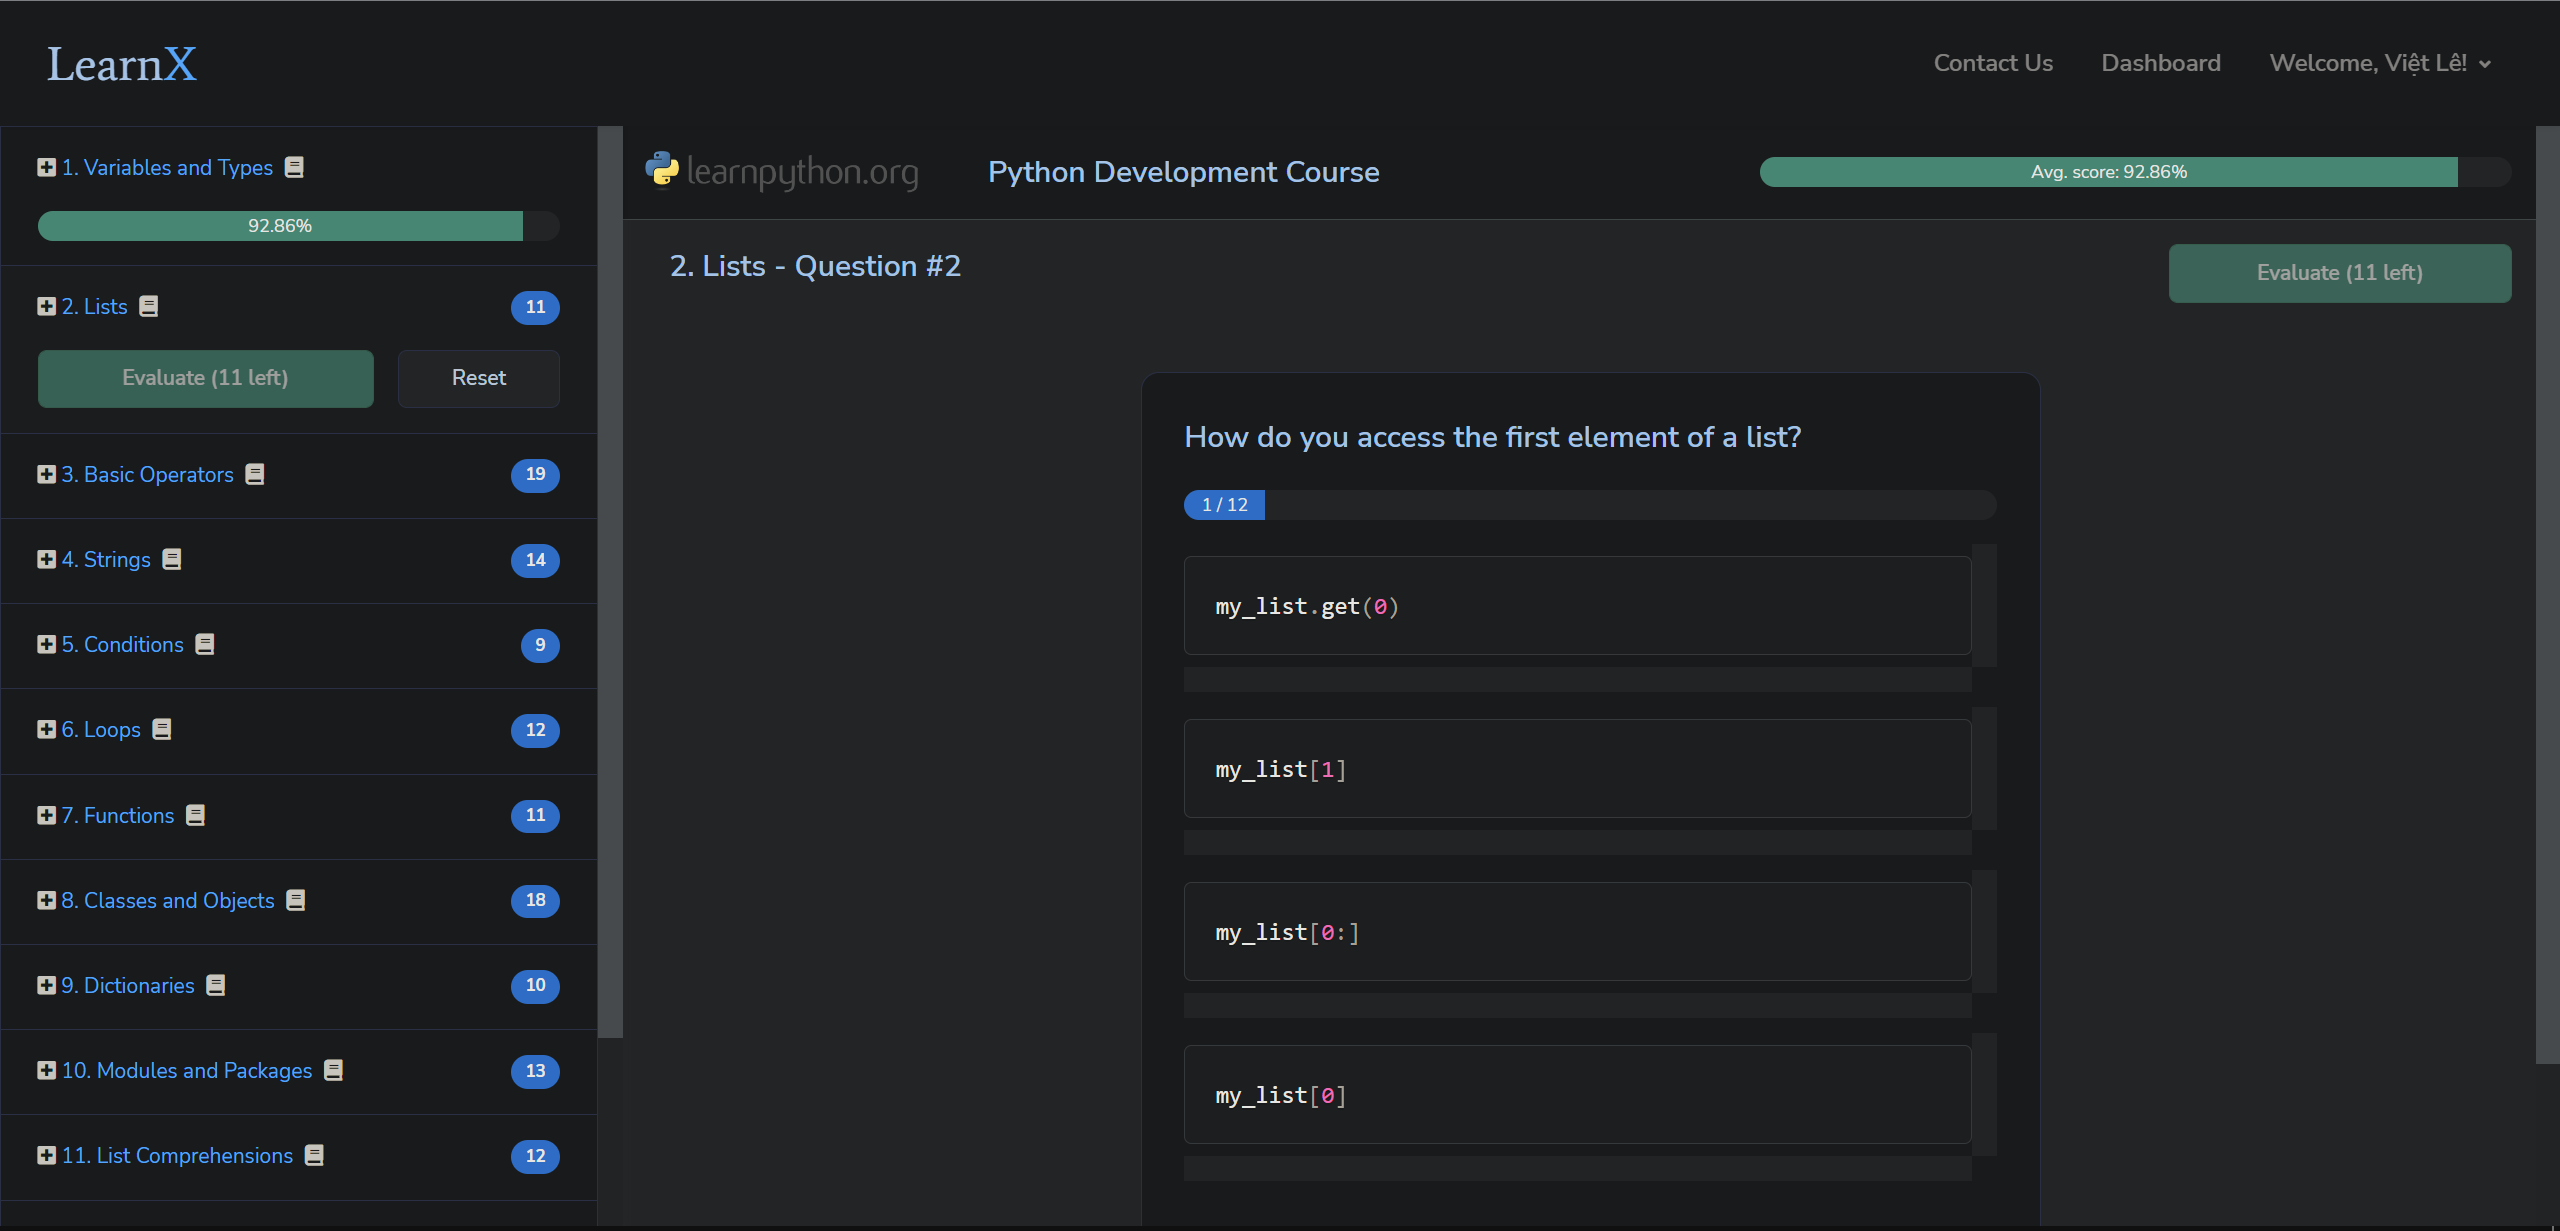 LearnX
Contact Us
Dashboard
Welcome, Việt Lê!
1. Variables and Types
92.86%
2. Lists
11
Evaluate (11 left)
Reset
3. Basic Operators
19
4. Strings
14
5. Conditions
9
6. Loops
12
7. Functions
11
8. Classes and Objects
18
9. Dictionaries
10
10. Modules and Packages
13
11. List Comprehensions
12
learnpython.org
Python Development Course
Avg. score: 92.86%
2. Lists - Question #2
Evaluate (11 left)
How do you access the first element of a list?
1 / 12
my_list.get(0)
my_list[1]
my_list[0:]
my_list[0]